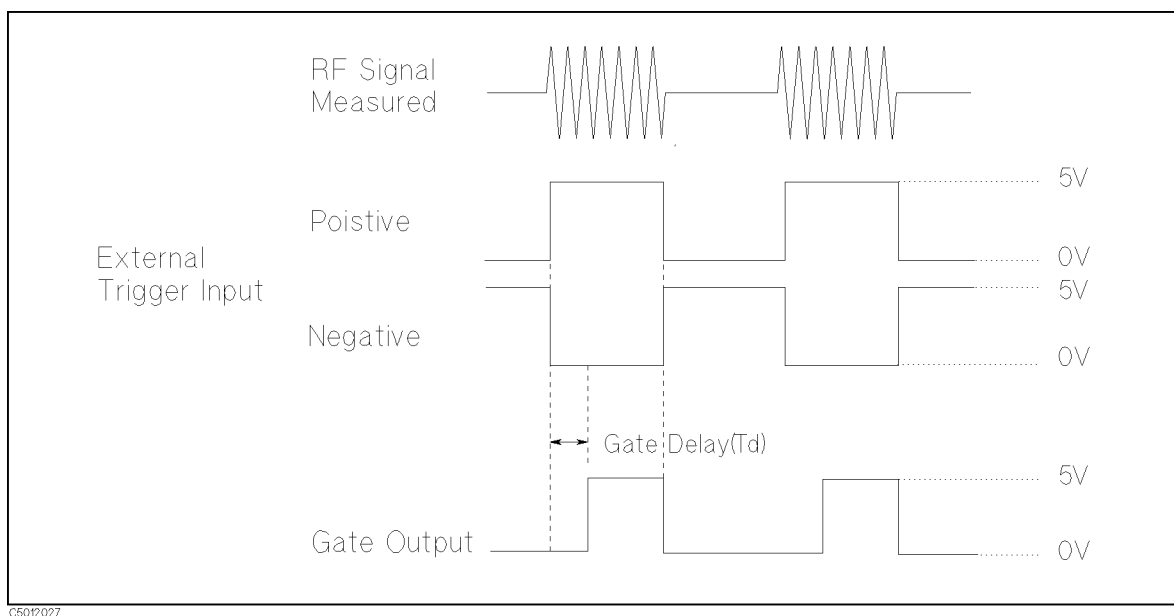 RF Signal
Measured
5V
Poistive
0V
External
Trigger Input
5V
Negative
0V
Gate Delay(Td)
5V
Gate Output
0V
C5012027